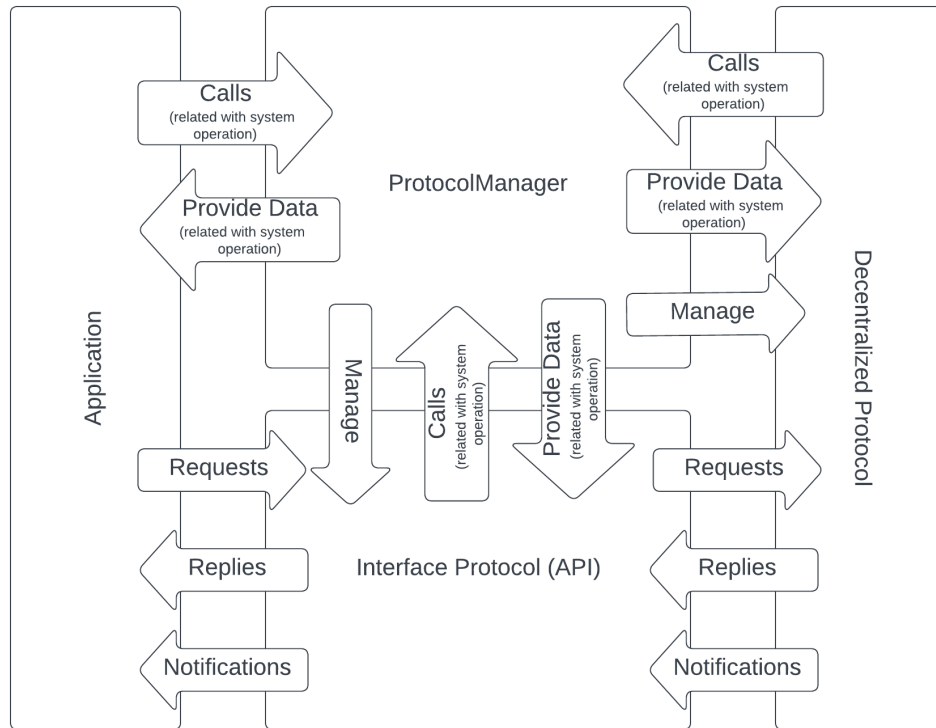 Calls
(related with system
operation)
Calls
(related with system
operation)
ProtocolManager
Provide Data
(related with system
operation)
Provide Data
(related with system
operation)
Manage
Application
Manage
Calls
(related with system
operation)
Provide Data
(related with system
operation)
Decentralized Protocol
Requests
Requests
Replies
Interface Protocol (API)
Replies
Notifications
Notifications